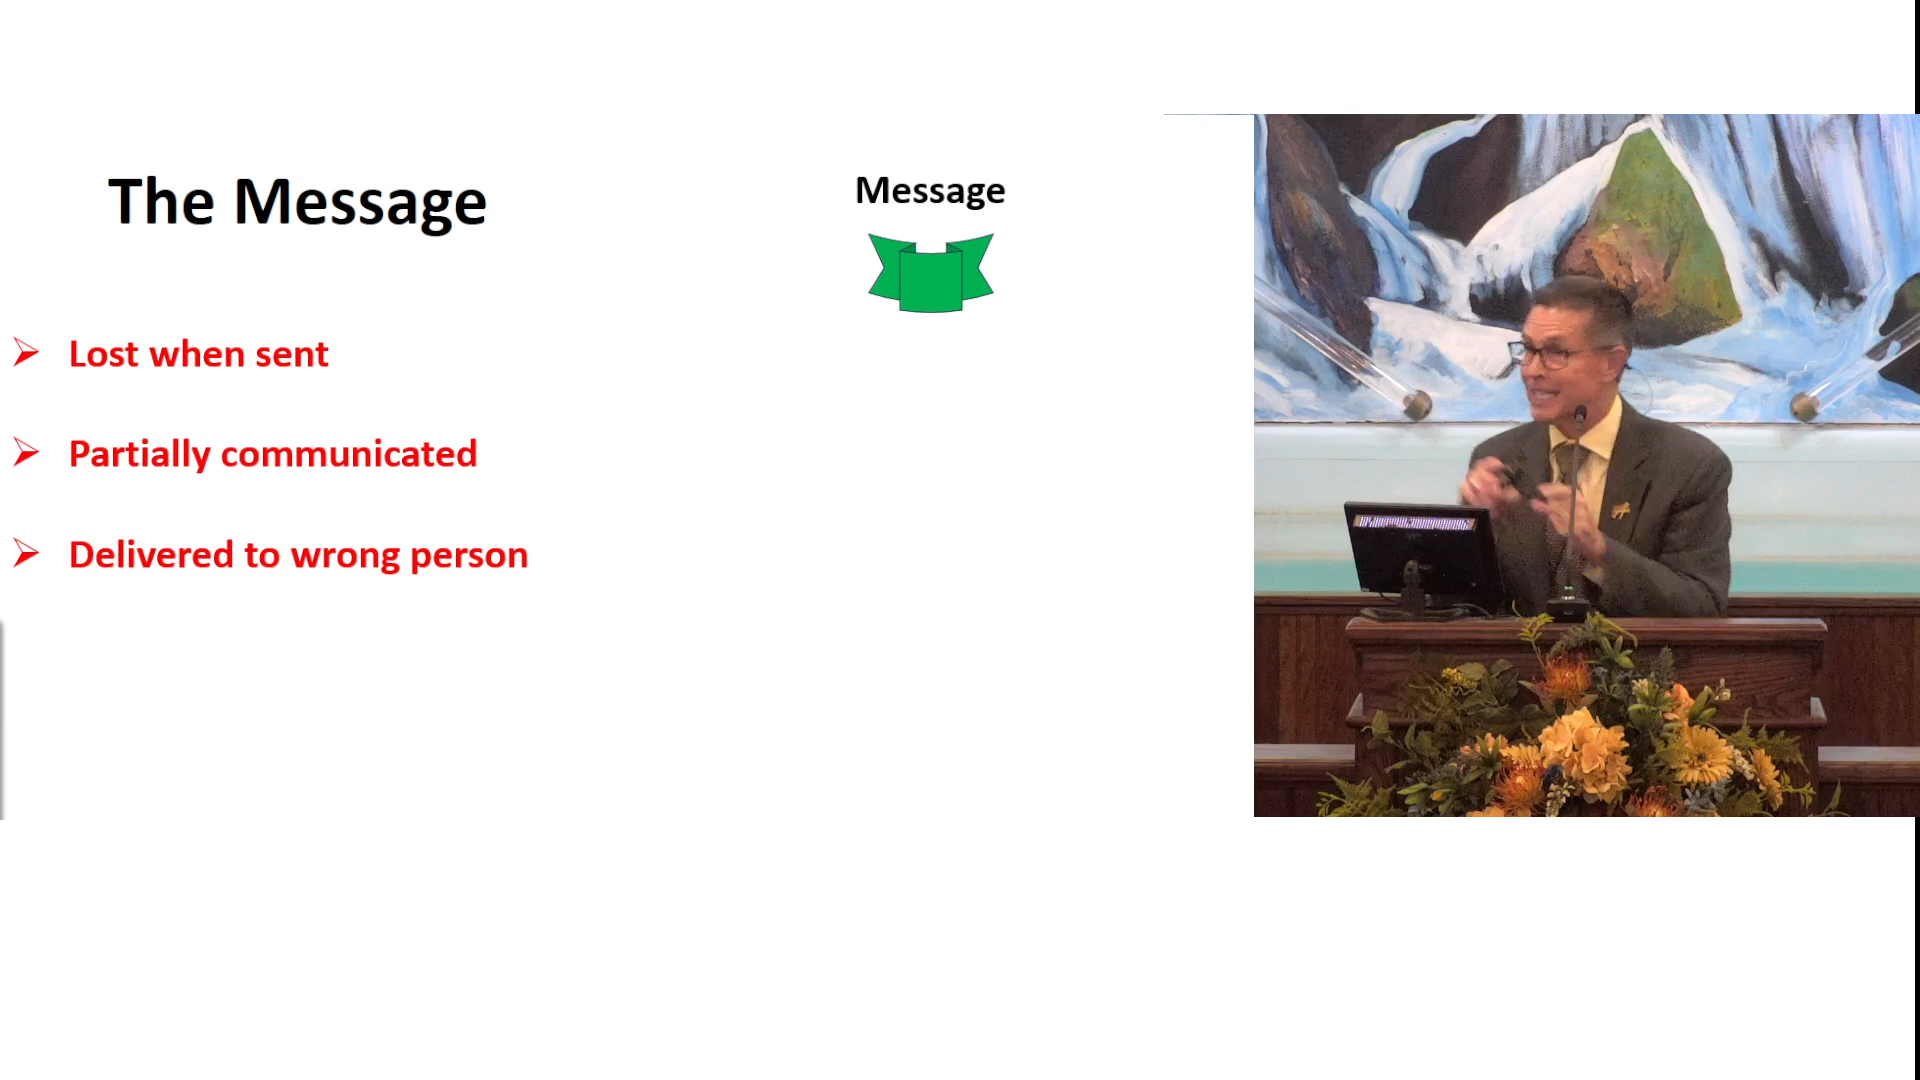 The Message
Message
Lost when sent
Partially communicated
Delivered to wrong person